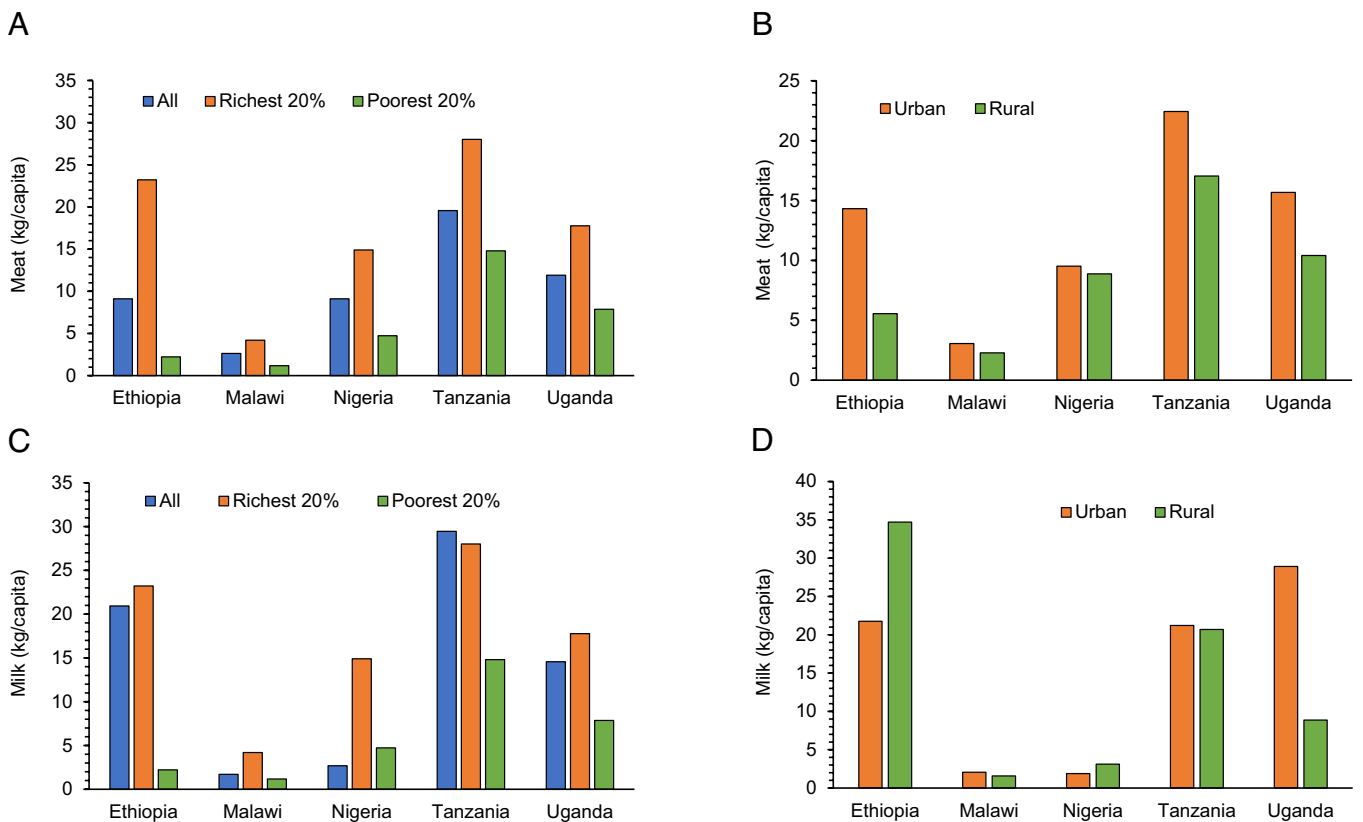 A
Meat (kg/capita)
35
30
25
20
15
10
5
0
All Richest 20% Poorest 20%
Ethiopia Malawi Nigeria Tanzania Uganda
B
Meat (kg/capita)
25
20
15
10
5
0
Urban Rural
Ethiopia Malawi Nigeria Tanzania Uganda
C
Milk (kg/capita)
35
30
25
20
15
10
5
0
All Richest 20% Poorest 20%
Ethiopia Malawi Nigeria Tanzania Uganda
D
Milk (kg/capita)
40
35
30
25
20
15
10
5
0
Urban Rural
Ethiopia Malawi Nigeria Tanzania Uganda